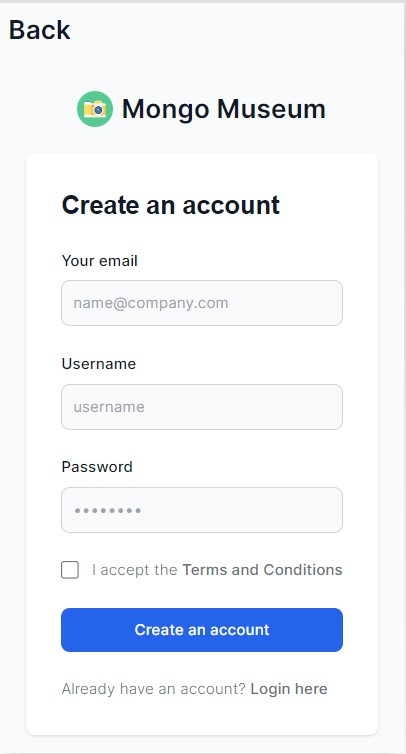 Back
Mongo Museum
Create an account
Your email
name@company.com
Username
username
Password
••••••••
I accept the Terms and Conditions
Create an account
Already have an account? Login here